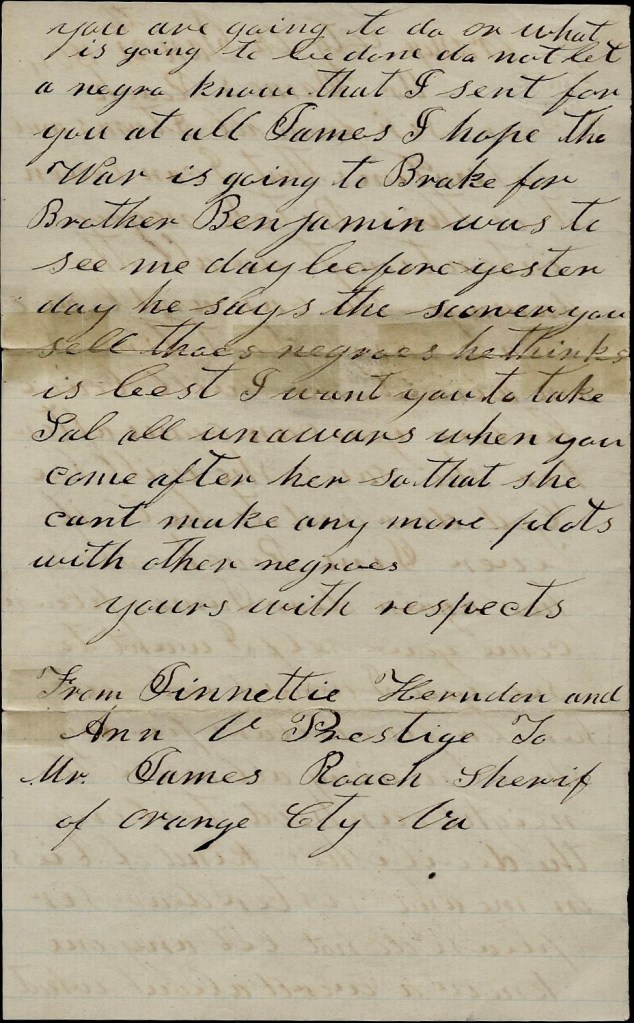 you are going to do or what
is going to be done do not let
a negro know that I sent for
you at all James I hope the
War is going to Brake for
Brother Benjamin was to
see me day before yester
day he says the sooner you
sell thoes negroes he thinks
is best I want you to take
Sal all unawars when you
come after her so that she
cant make any more plots
with other negroes
yours with respects
From Jinnettie Herndon and
Ann V Prestige To
Mr. James Roach Sherif
of Orange Cty Va